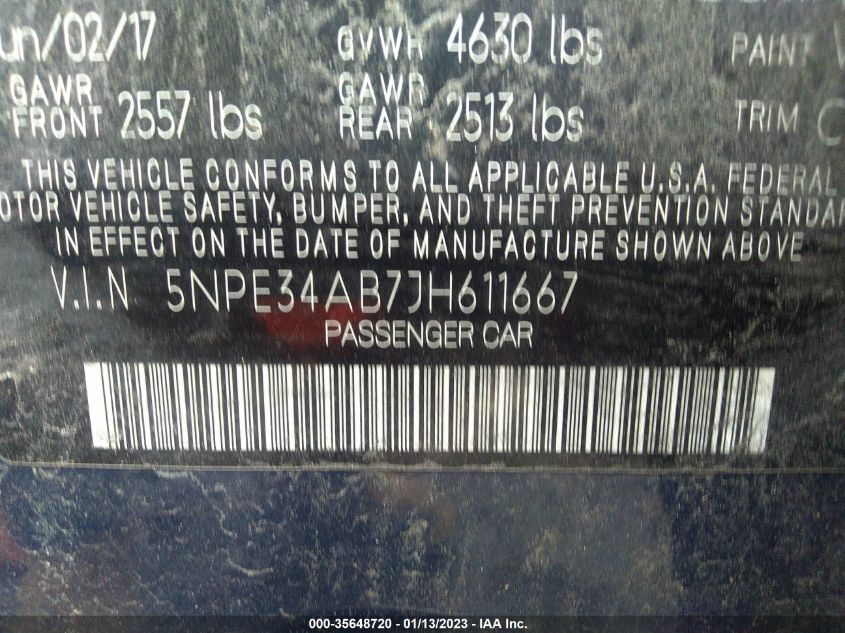 un/02/17 GVWR 4630 lbs PAINT
GAWR FRONT 2557 lbs GAWR REAR 2513 lbs TRIM C
THIS VEHICLE CONFORMS TO ALL APPLICABLE U.S.A. FEDERAL
OTOR VEHICLE SAFETY, BUMPER, AND THEFT PREVENTION STANDAR
IN EFFECT ON THE DATE OF MANUFACTURE SHOWN ABOVE
V.I.N 5NPE34AB7JH611667
PASSENGER CAR
000-35648720 — 01/13/2023 — IAA Inc.